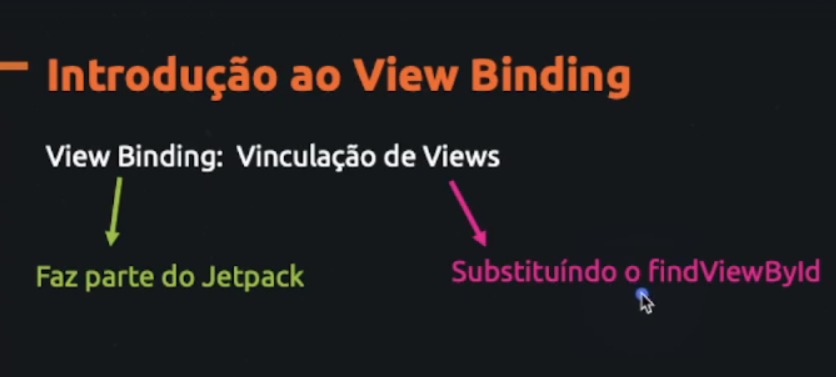 Introdução ao View Binding
View Binding: Vinculação de Views
Faz parte do Jetpack
Substituíndo o findViewById